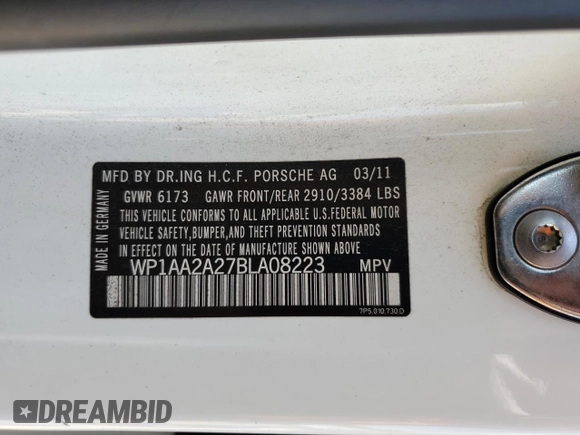 MFD BY DR.ING H.C.F. PORSCHE AG 03/11
GVWR 6173 GAWR FRONT/REAR 2910/3384 LBS
THIS VEHICLE CONFORMS TO ALL APPLICABLE U.S.FEDERAL MOTOR
VEHICLE SAFETY,BUMPER,AND THEFT PREVENTION STANDARDS
IN EFFECT ON THE DATE OF MANUFACTURE SHOWN ABOVE.
WP1AA2A27BLA08223 MPV
MADE IN GERMANY
7P5.010.730.D
DREAMBID